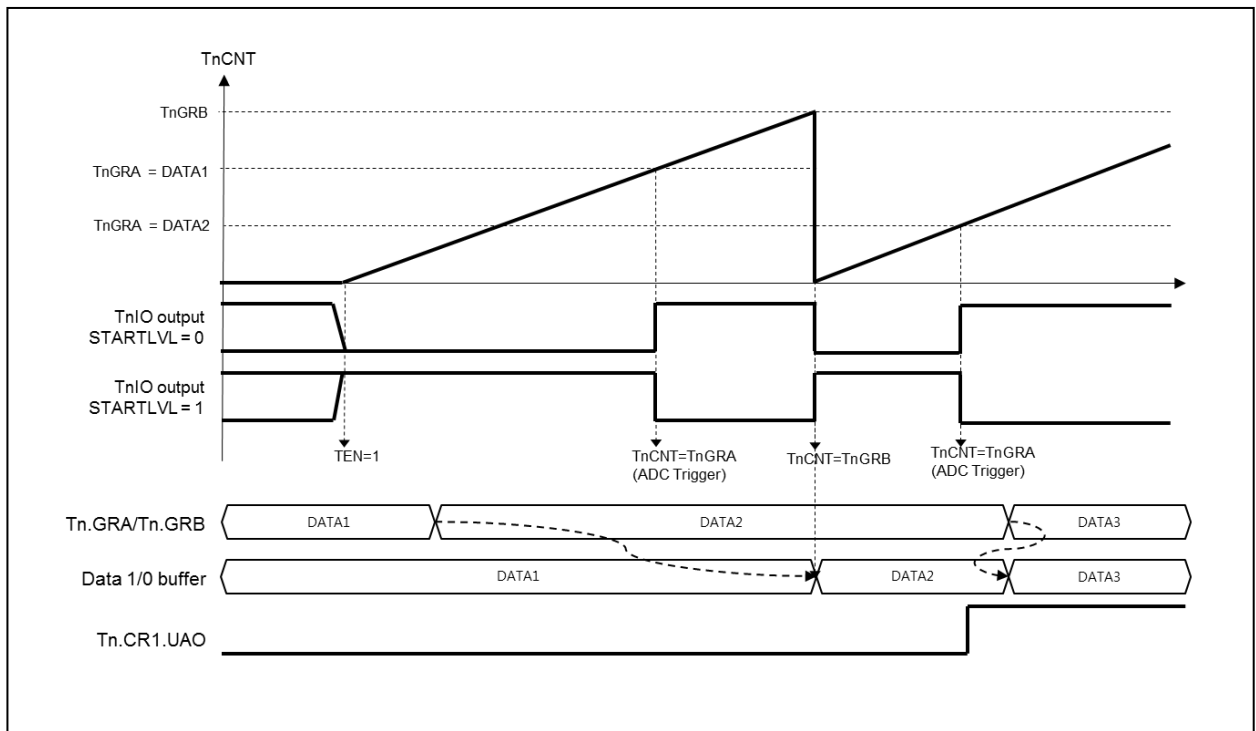 TnCNT
TnGRB
TnGRA = DATA1
TnGRA = DATA2
TnIO output
STARTLVL = 0
TnIO output
STARTLVL = 1
TEN=1
TnCNT=TnGRA
(ADC Trigger)
TnCNT=TnGRB
TnCNT=TnGRA
(ADC Trigger)
Tn.GRA/Tn.GRB
DATA1
DATA2
DATA3
Data 1/0 buffer
DATA1
DATA2
DATA3
Tn.CR1.UAO